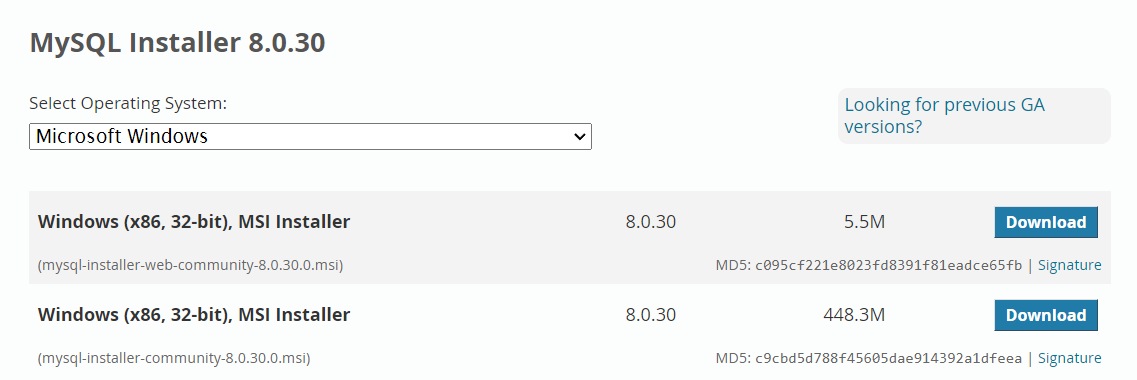 MySQL Installer 8.0.30
Select Operating System:
Looking for previous GA
versions?
Microsoft Windows
Windows (x86, 32-bit), MSI Installer 8.0.30 5.5M Download
(mysql-installer-web-community-8.0.30.0.msi) MD5: c095cf221e8023fd8391f81eadce65fb | Signature
Windows (x86, 32-bit), MSI Installer 8.0.30 448.3M Download
(mysql-installer-community-8.0.30.0.msi) MD5: c9cbd5d788f45605dae914392a1dfeea | Signature